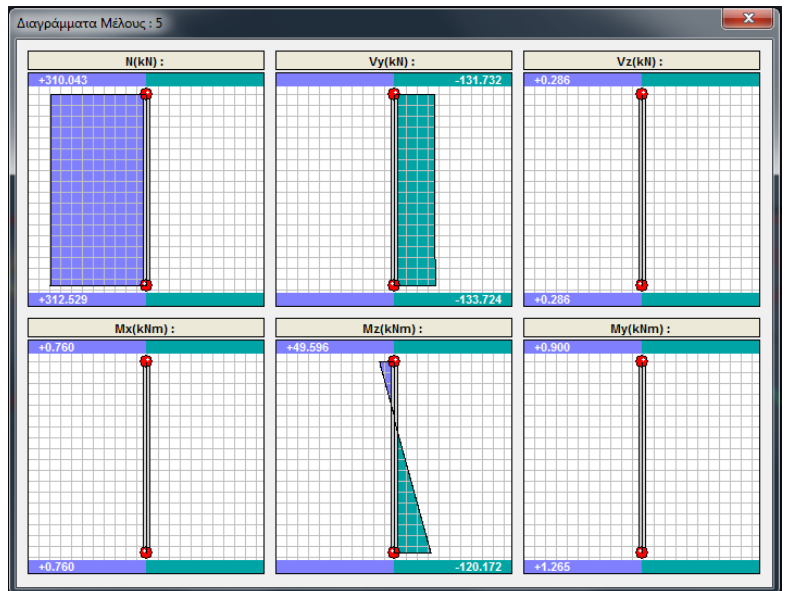 Διαγράμματα Μέλους : 5
N(kN) :
Vy(kN) :
Vz(kN) :
+310.043
-131.732
+0.286
+312.529
-133.724
+0.286
Mx(kNm) :
Mz(kNm) :
My(kNm) :
+0.760
+49.596
+0.900
+0.760
-120.172
+1.265